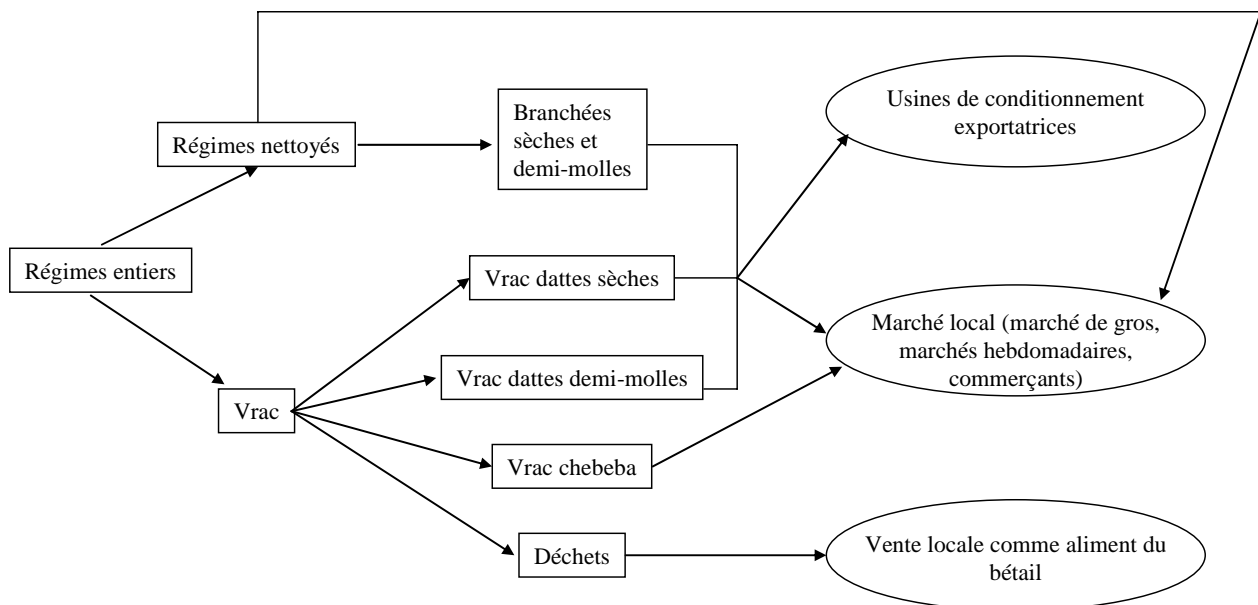 Usines de conditionnement
exportatrices
Branchées
sèches et
demi-molles
Régimes nettoyés
Régimes entiers
Vrac dattes sèches
Marché local (marché de gros,
marchés hebdomadaires,
commerçants)
Vrac dattes demi-molles
Vrac
Vrac chebeba
Déchets
Vente locale comme aliment du
bétail